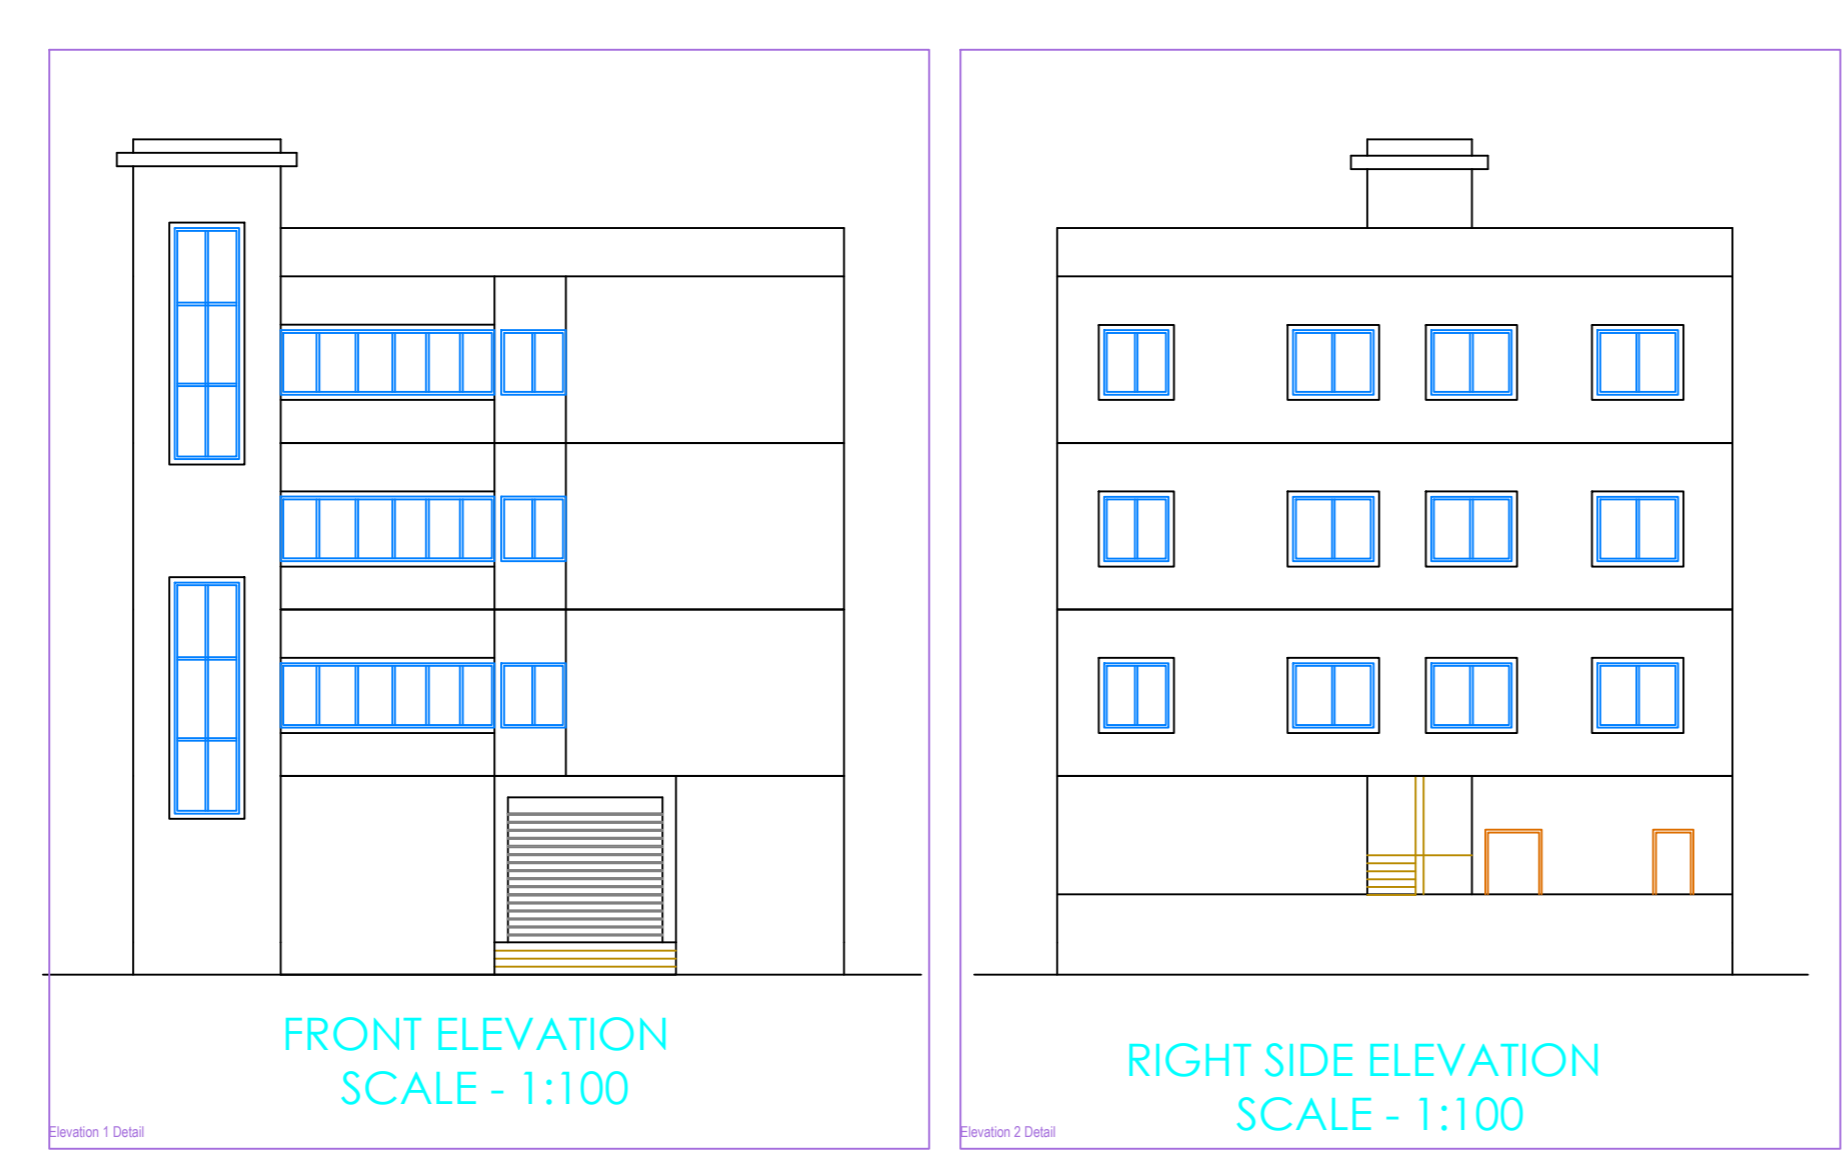 FRONT ELEVATION
SCALE - 1:100
Elevation 1 Detail
RIGHT SIDE ELEVATION
SCALE - 1:100
Elevation 2 Detail